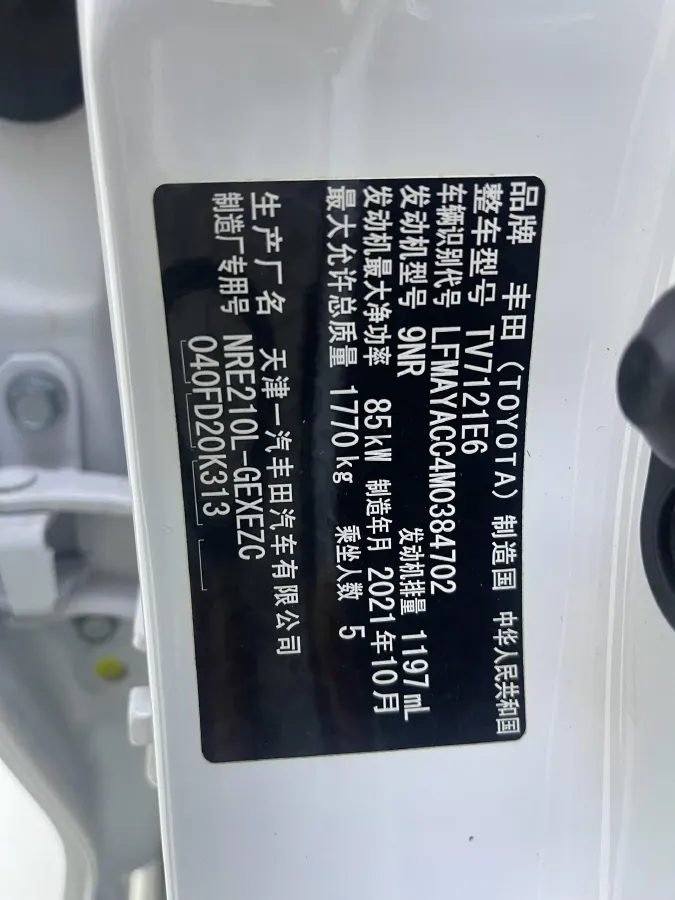 品牌 丰田（TOYOTA） 制造国 中华人民共和国
整车型号 TV7121E6
车辆识别代号 LFMAYACC4M0384702
发动机型号 9NR 发动机排量 1197mL
发动机最大净功率 85kW 制造年月 2021年10月
最大允许总质量 1770kg 乘坐人数 5
生产厂名 天津一汽丰田汽车有限公司
制造厂专用号 NRE210L-GEXEZC
040FD20K313